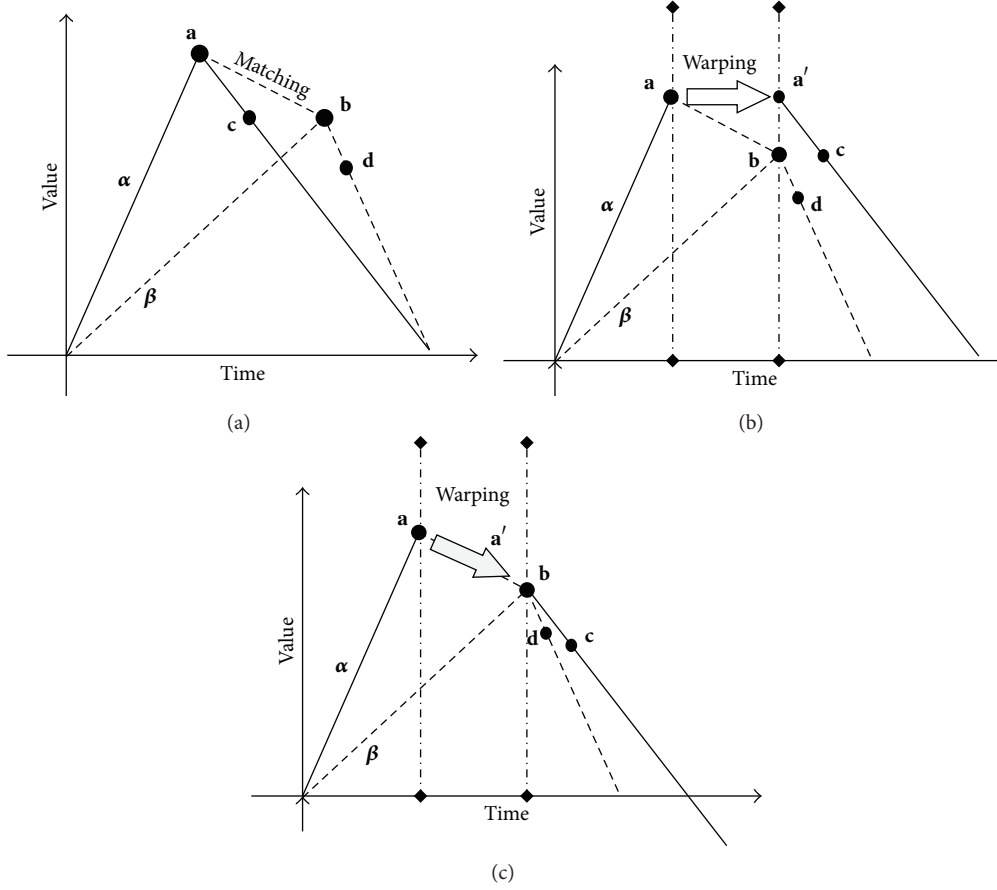 a
Matching
b
c
d
α
β
Value
Time
(a)
Warping
a
a′
c
b
d
α
β
Value
Time
(b)
Warping
a
a′
b
d
c
α
β
Value
Time
(c)